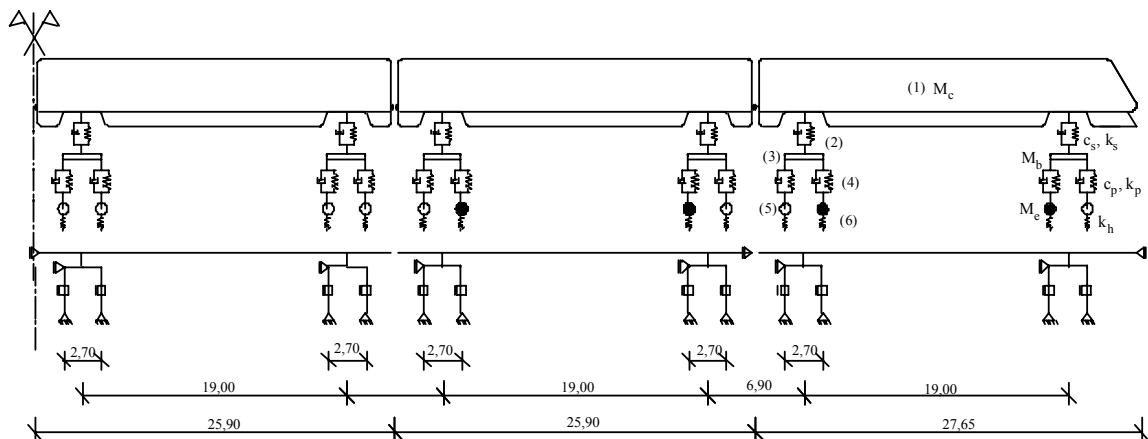 (1) M_c
(2)
c_s, k_s
(3)
M_b
(4)
c_p, k_p
(5)
M_e
(6)
k_h
2,70
2,70
2,70
2,70
2,70
19,00
19,00
6,90
19,00
25,90
25,90
27,65